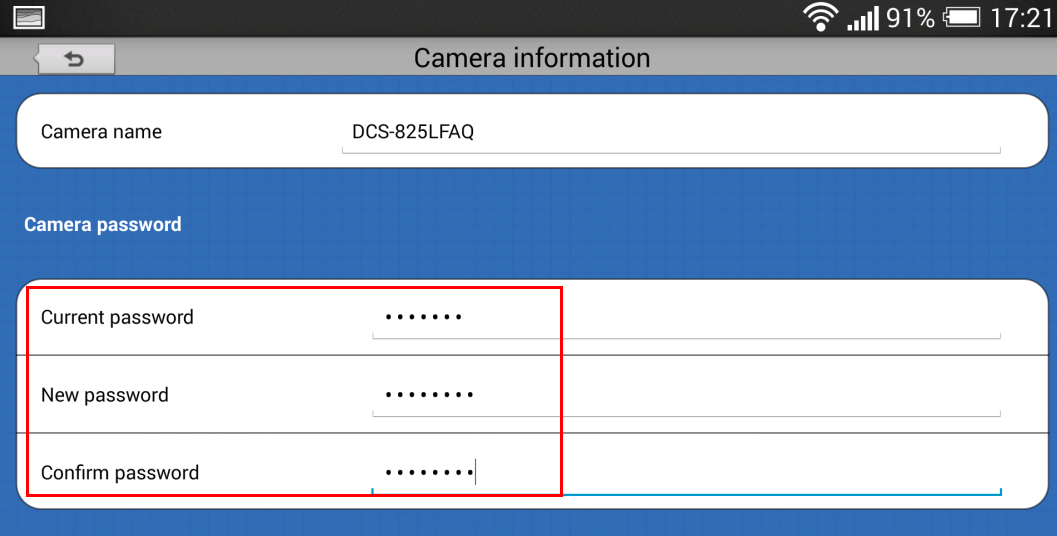 91% 17:21
Camera information
Camera name DCS-825LFAQ
Camera password
Current password •••••••
New password ••••••••
Confirm password ••••••••